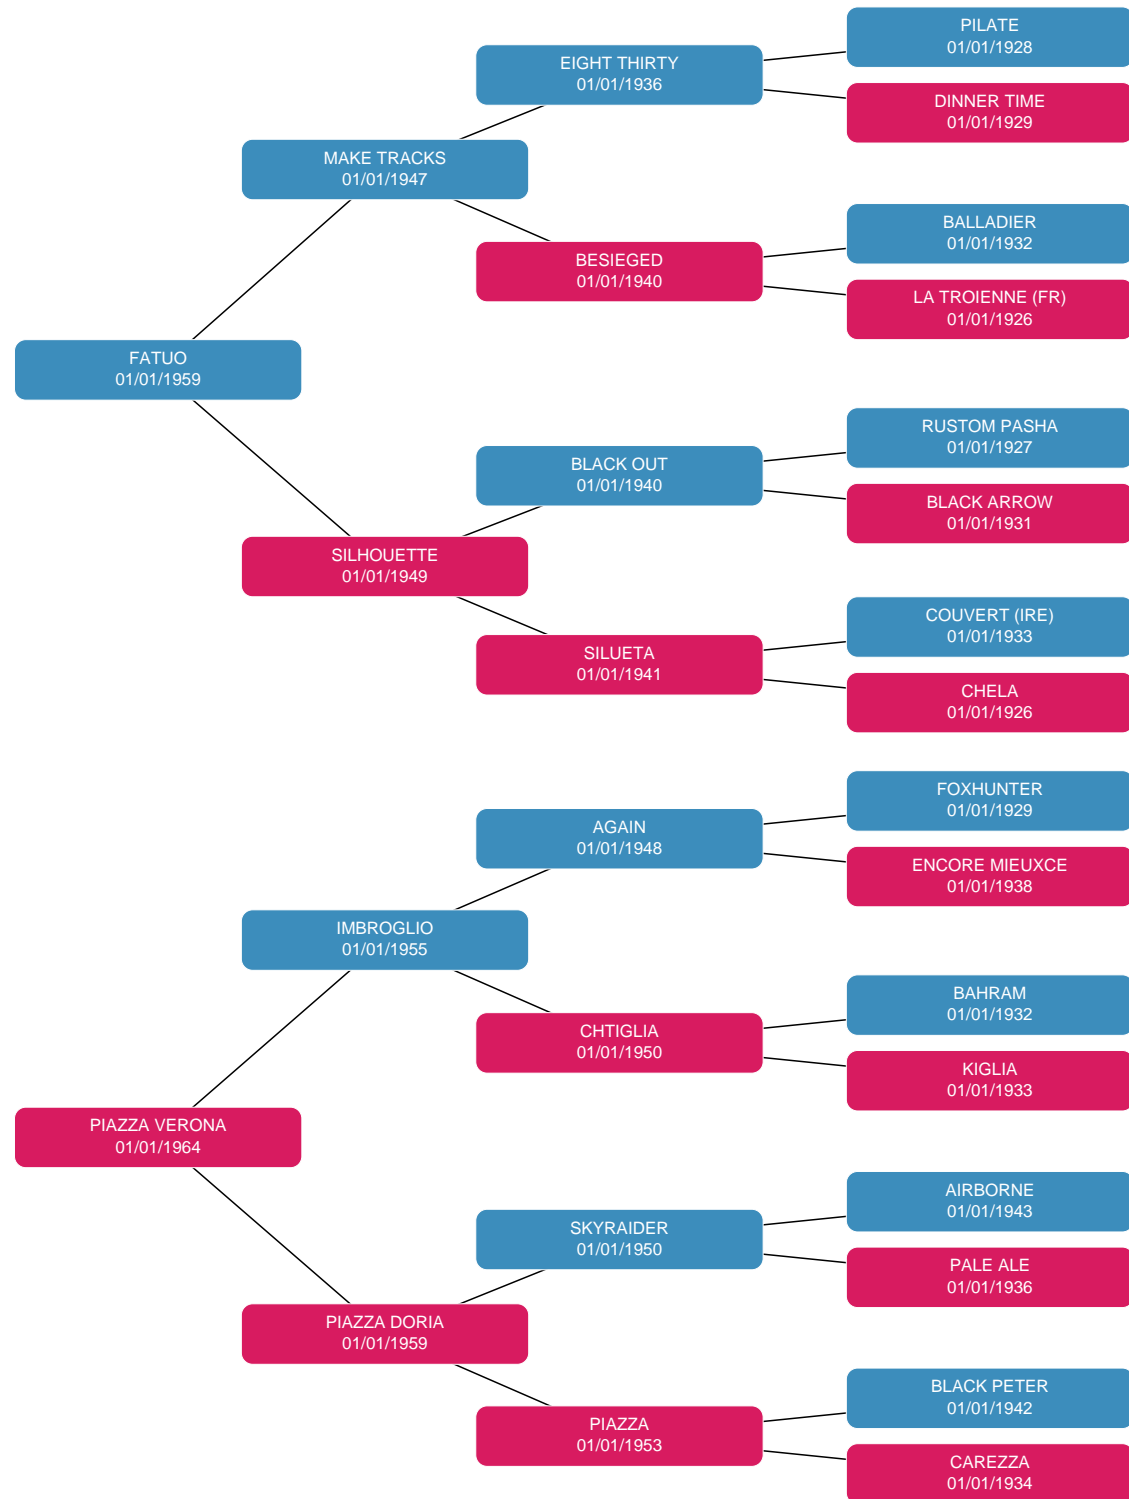 PILATE
01/01/1928
EIGHT THIRTY
01/01/1936
DINNER TIME
01/01/1929
MAKE TRACKS
01/01/1947
BALLADIER
01/01/1932
BESIEGED
01/01/1940
LA TROIENNE (FR)
01/01/1926
FATUO
01/01/1959
RUSTOM PASHA
01/01/1927
BLACK OUT
01/01/1940
BLACK ARROW
01/01/1931
SILHOUETTE
01/01/1949
COUVERT (IRE)
01/01/1933
SILUETA
01/01/1941
CHELA
01/01/1926
FOXHUNTER
01/01/1929
AGAIN
01/01/1948
ENCORE MIEUXCE
01/01/1938
IMBROGLIO
01/01/1955
BAHRAM
01/01/1932
CHTIGLIA
01/01/1950
KIGLIA
01/01/1933
PIAZZA VERONA
01/01/1964
AIRBORNE
01/01/1943
SKYRAIDER
01/01/1950
PALE ALE
01/01/1936
PIAZZA DORIA
01/01/1959
BLACK PETER
01/01/1942
PIAZZA
01/01/1953
CAREZZA
01/01/1934